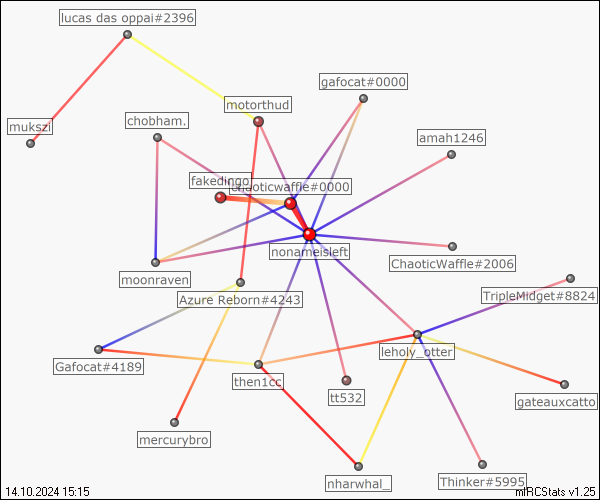 lucas das oppai#2396
gafocat#0000
motorthud
mukszi
chobham.
amah1246
fakedingo
chaoticwaffle#0000
nonameisleft
ChaoticWaffle#2006
moonraven
TripleMidget#8824
Azure Reborn#4243
leholy_otter
Gafocat#4189
then1cc
tt532
gateauxcatto
mercurybro
nharwhal_
Thinker#5995
14.10.2024 15:15
mIRCStats v1.25